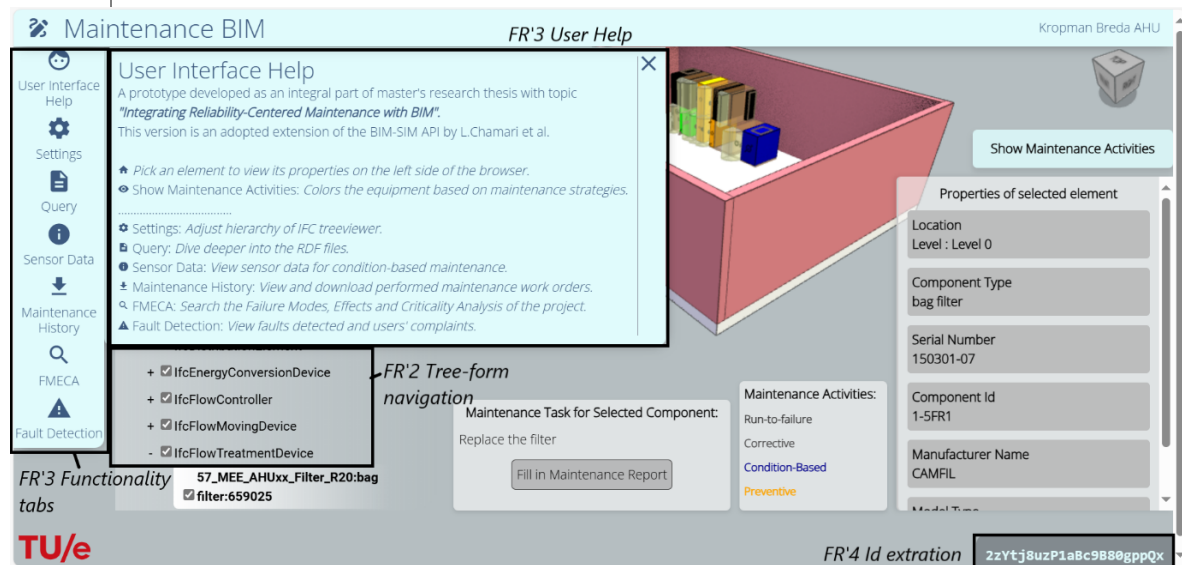 Maintenance BIM
FR'3 User Help
Kropman Breda AHU
User Interface
Help
Settings
Query
Sensor Data
Maintenance
History
FMECA
Fault Detection
User Interface Help
A prototype developed as an integral part of master's research thesis with topic
"Integrating Reliability-Centered Maintenance with BIM".
This version is an adopted extension of the BIM-SIM API by L.Chamari et al.
Pick an element to view its properties on the left side of the browser.
Show Maintenance Activities: Colors the equipment based on maintenance strategies.
......................................
Settings: Adjust hierarchy of IFC treeviewer.
Query: Dive deeper into the RDF files.
Sensor Data: View sensor data for condition-based maintenance.
Maintenance History: View and download performed maintenance work orders.
FMECA: Search the Failure Modes, Effects and Criticality Analysis of the project.
Fault Detection: View faults detected and users' complaints.
+ IfcEnergyConversionDevice
+ IfcFlowController
+ IfcFlowMovingDevice
- IfcFlowTreatmentDevice
57_MEE_AHUxx_Filter_R20:bag
filter:659025
FR'2 Tree-form
navigation
FR'3 Functionality
tabs
Maintenance Task for Selected Component:
Replace the filter
Fill in Maintenance Report
Maintenance Activities:
Run-to-failure
Corrective
Condition-Based
Preventive
Show Maintenance Activities
Properties of selected element
Location
Level : Level 0
Component Type
bag filter
Serial Number
150301-07
Component Id
1-5FR1
Manufacturer Name
CAMFIL
Model Type
TU/e
FR'4 Id extration
2zYtj8uzP1aBc9B80gppQx